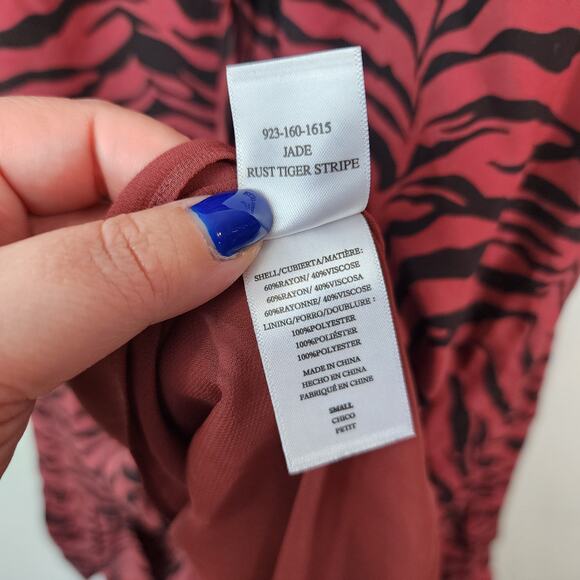 923-160-1615
JADE
RUST TIGER STRIPE
SHELL/CUBIERTA/MATIÈRE:
60%RAYON/ 40%VISCOSE
60%RAYON/ 40%VISCOSA
60%RAYONNE/ 40%VISCOSE
LINING/FORRO/DOUBLURE :
100%POLYESTER
100%POLIÉSTER
100%POLYESTER
MADE IN CHINA
HECHO EN CHINA
FABRIQUÉ EN CHINE
SMALL
CHICO
PETIT